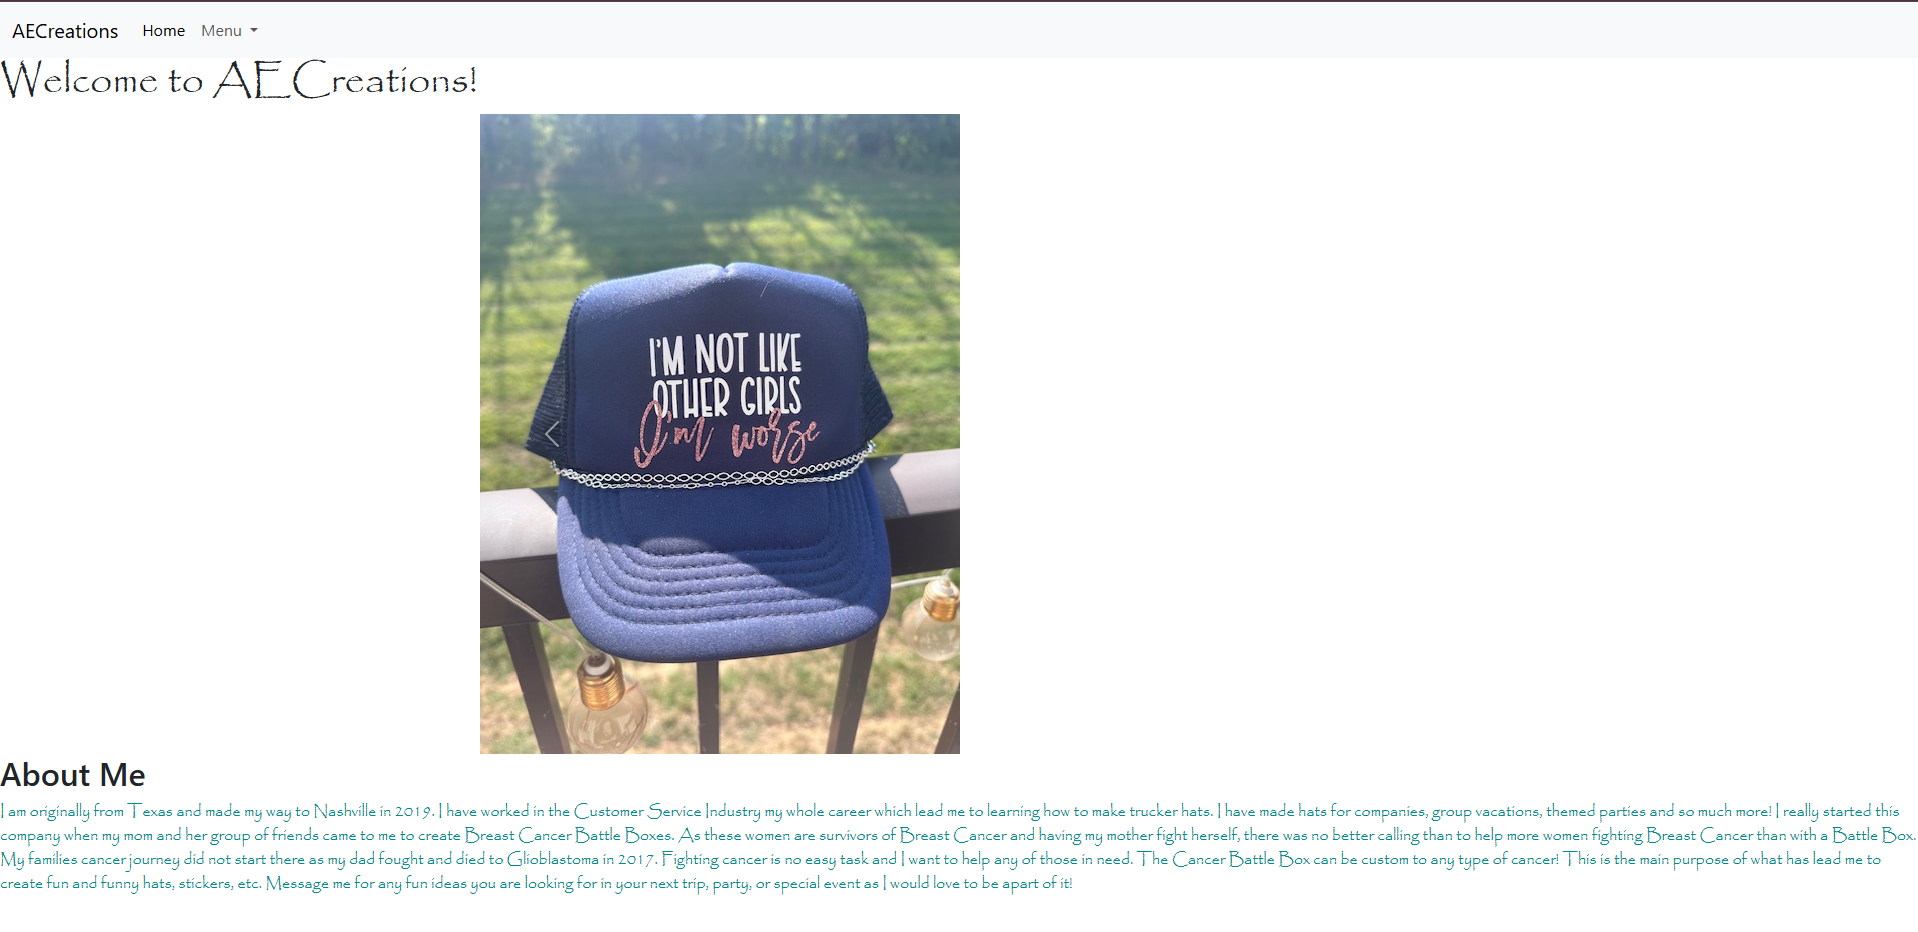 AECreations Home Menu
Welcome to AECreations!
I'M NOT LIKE
OTHER GIRLS
I'm worse
About Me
I am originally from Texas and made my way to Nashville in 2019. I have worked in the Customer Service Industry my whole career which lead me to learning how to make trucker hats. I have made hats for companies, group vacations, themed parties and so much more! I really started this
company when my mom and her group of friends came to me to create Breast Cancer Battle Boxes. As these women are survivors of Breast Cancer and having my mother fight herself, there was no better calling than to help more women fighting Breast Cancer than with a Battle Box.
My families cancer journey did not start there as my dad fought and died to Glioblastoma in 2017. Fighting cancer is no easy task and I want to help any of those in need. The Cancer Battle Box can be custom to any type of cancer! This is the main purpose of what has lead me to
create fun and funny hats, stickers, etc. Message me for any fun ideas you are looking for in your next trip, party, or special event as I would love to be apart of it!